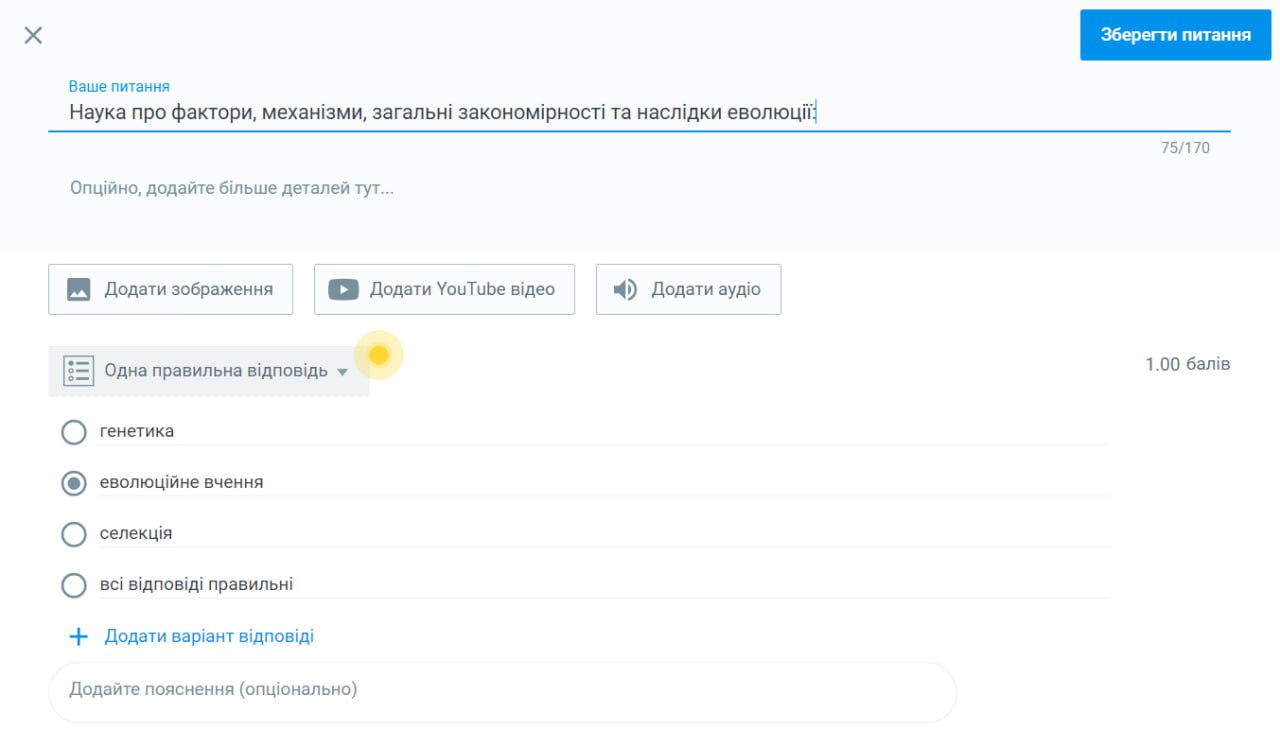 Зберегти питання
Ваше питання
Наука про фактори, механізми, загальні закономірності та наслідки еволюції:
75/170
Опційно, додайте більше деталей тут...
Додати зображення
Додати YouTube відео
Додати аудіо
Одна правильна відповідь
1.00 балів
генетика
еволюційне вчення
селекція
всі відповіді правильні
Додати варіант відповіді
Додайте пояснення (опціонально)